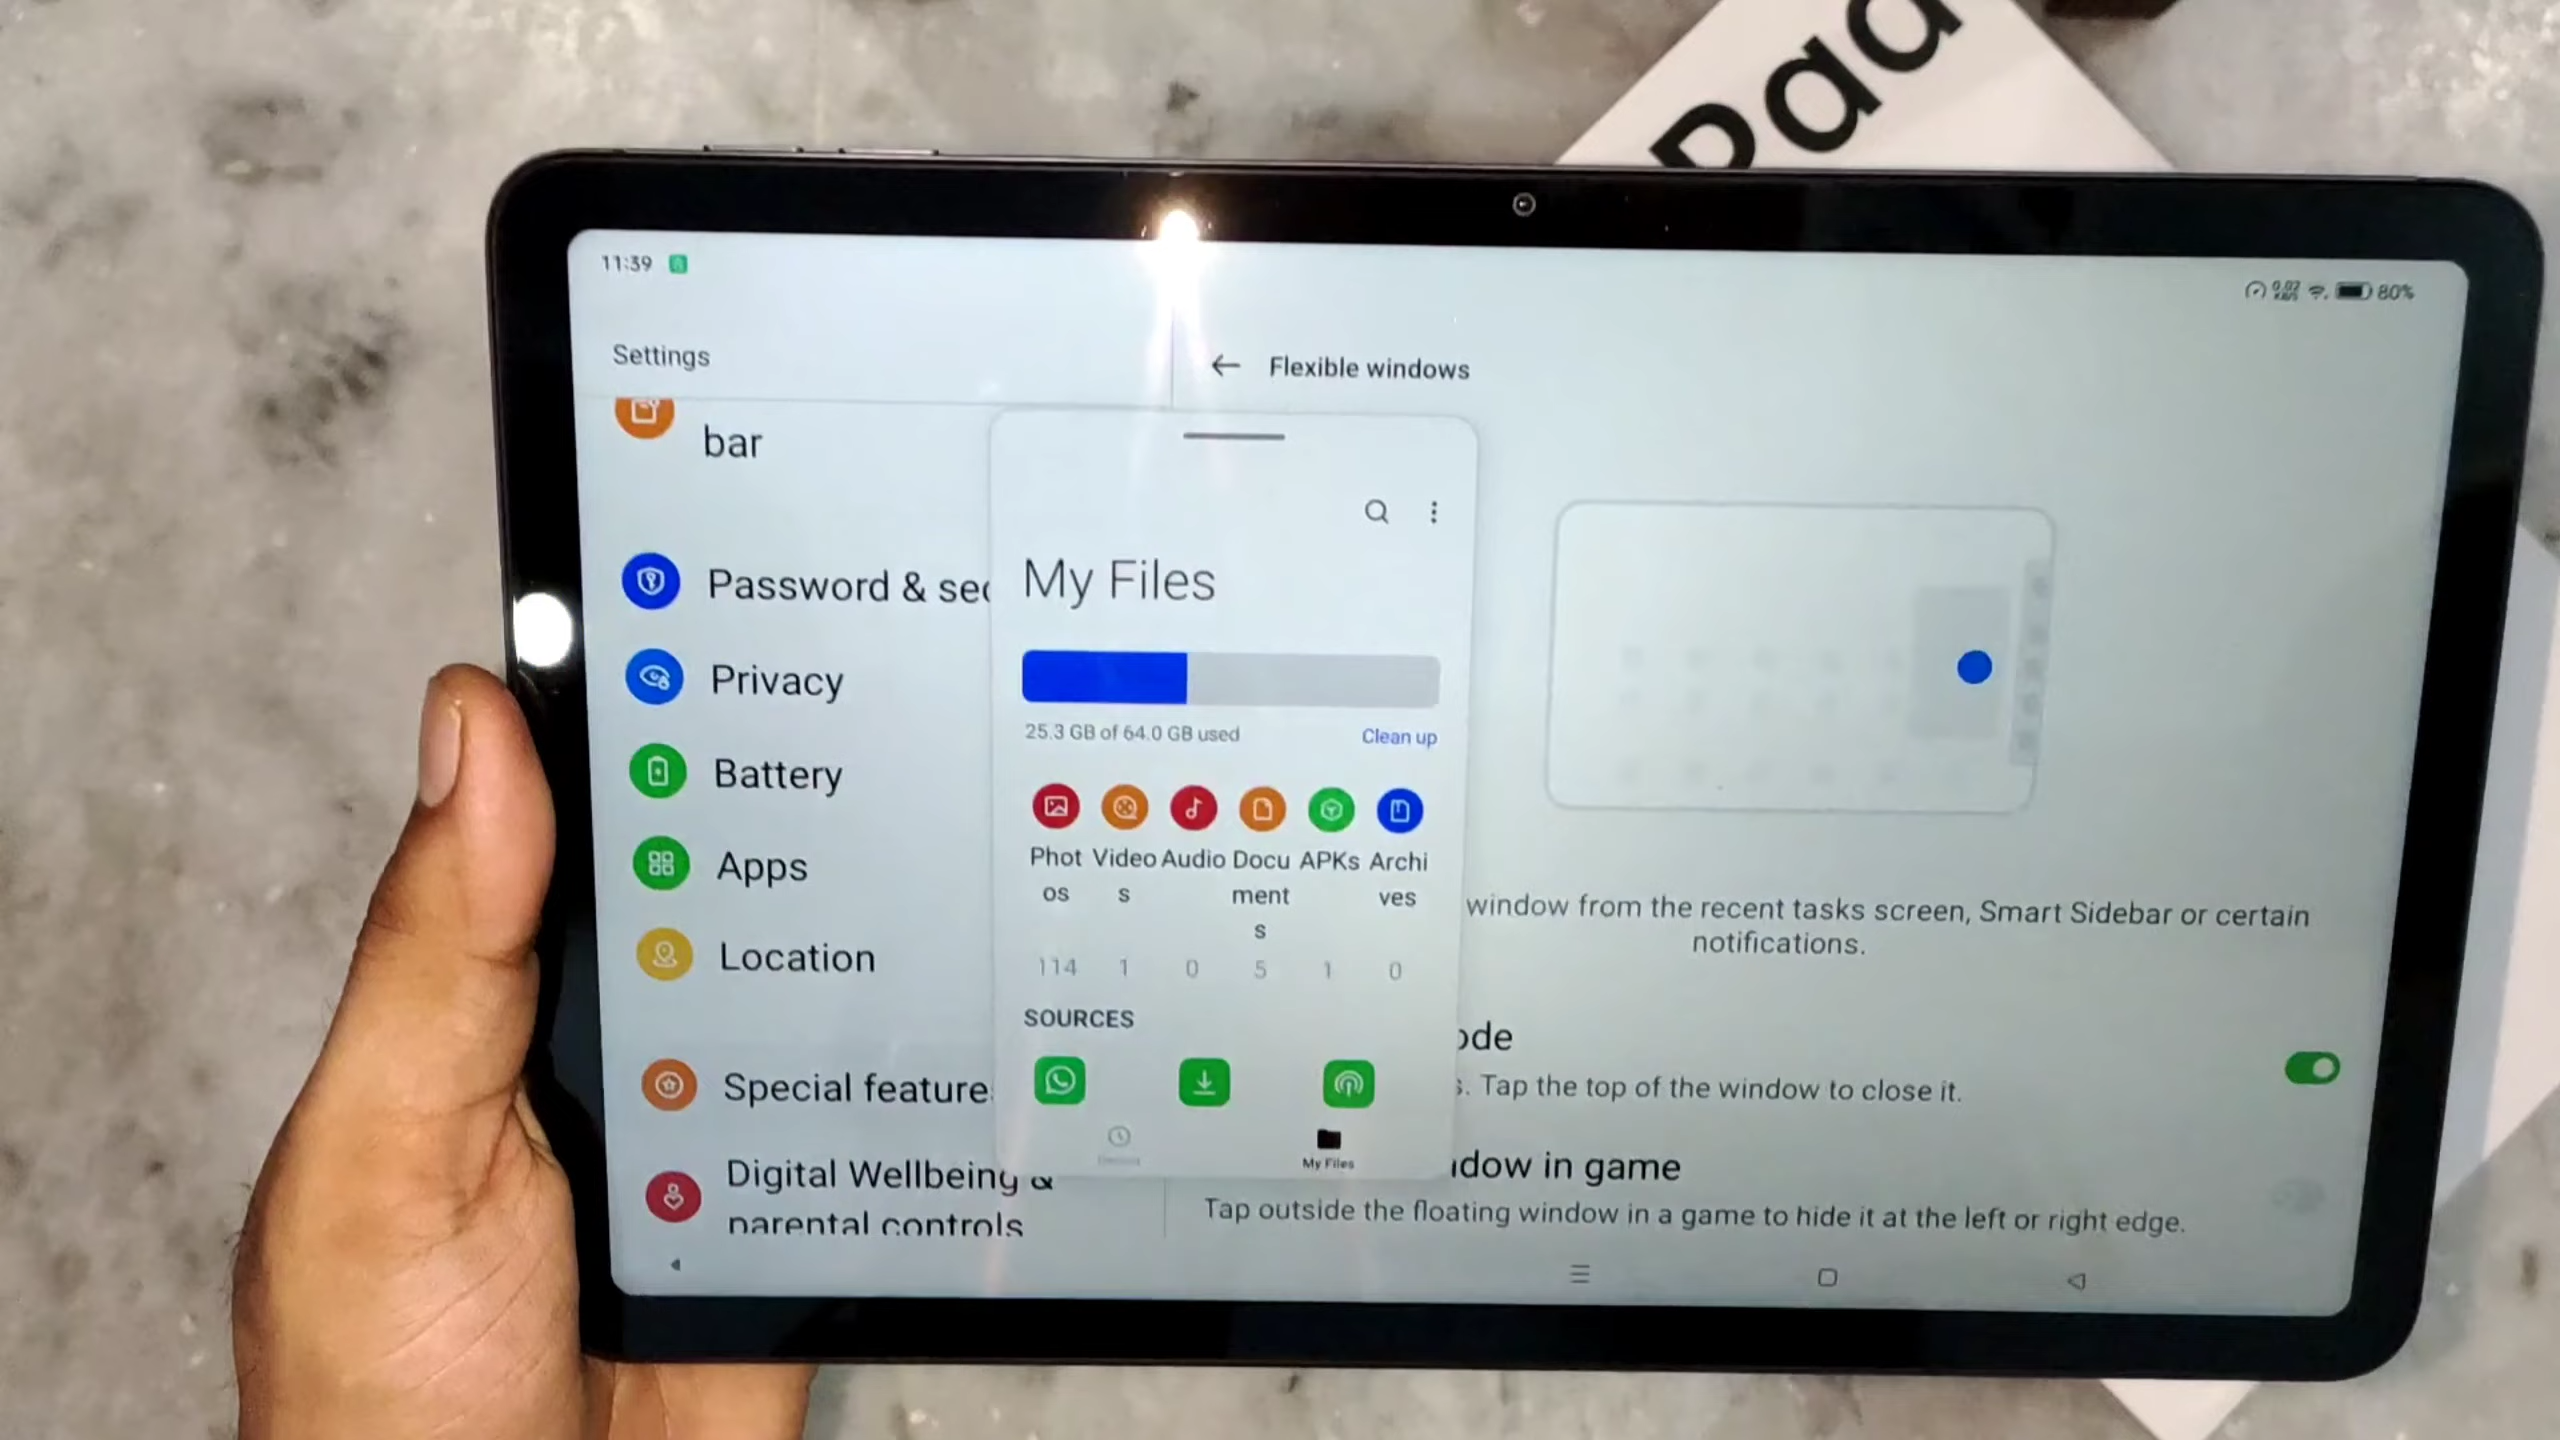 Pad
11:39
0.02
KB/S
80%
Settings
Flexible windows
bar
Password & sec
Privacy
Battery
Apps
Location
Special feature
Digital Wellbeing &
parental controls
My Files
25.3 GB of 64.0 GB used
Clean up
Phot
os
Video
s
Audio
Docu
ment
s
APKs
Archi
ves
114
1
0
5
1
0
SOURCES
My Files
window from the recent tasks screen, Smart Sidebar or certain
notifications.
ode
s. Tap the top of the window to close it.
dow in game
Tap outside the floating window in a game to hide it at the left or right edge.